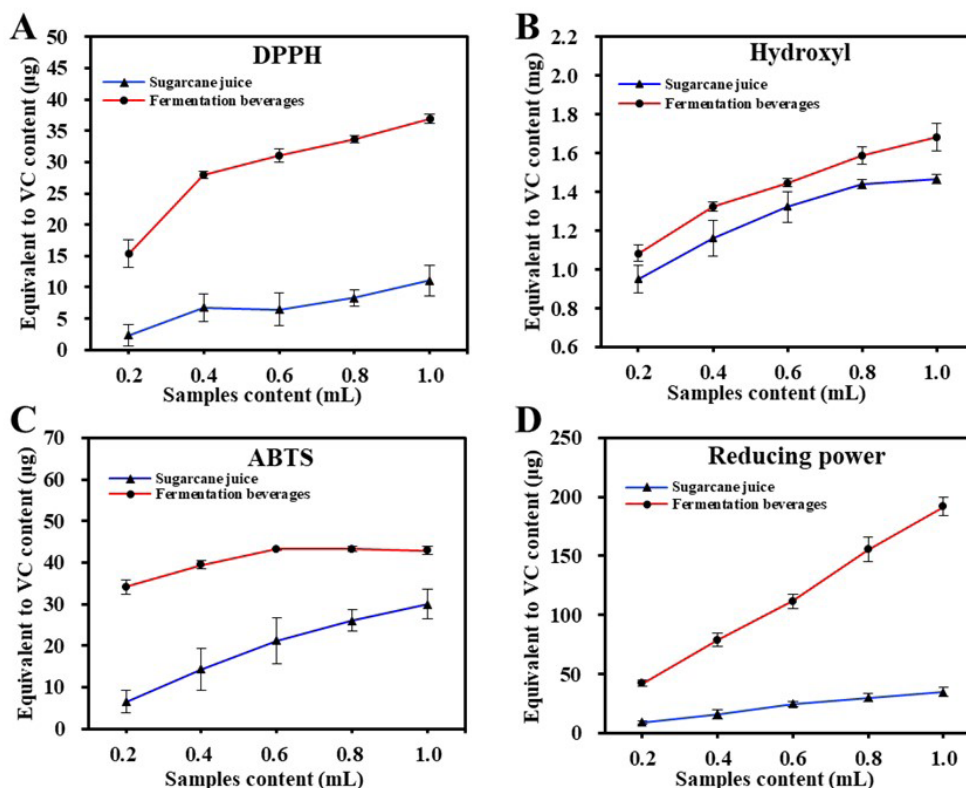 A
DPPH
Sugarcane juice
Fermentation beverages
Equivalent to VC content (μg)
50
45
40
35
30
25
20
15
10
5
0
0.2 0.4 0.6 0.8 1.0
Samples content (mL)
B
Hydroxyl
Sugarcane juice
Fermentation beverages
Equivalent to VC content (mg)
2.2
2.0
1.8
1.6
1.4
1.2
1.0
0.8
0.6
0.2 0.4 0.6 0.8 1.0
Samples content (mL)
C
ABTS
Sugarcane juice
Fermentation beverages
Equivalent to VC content (μg)
70
60
50
40
30
20
10
0
0.2 0.4 0.6 0.8 1.0
Samples content (mL)
D
Reducing power
Sugarcane juice
Fermentation beverages
Equivalent to VC content (μg)
250
200
150
100
50
0
0.2 0.4 0.6 0.8 1.0
Samples content (mL)